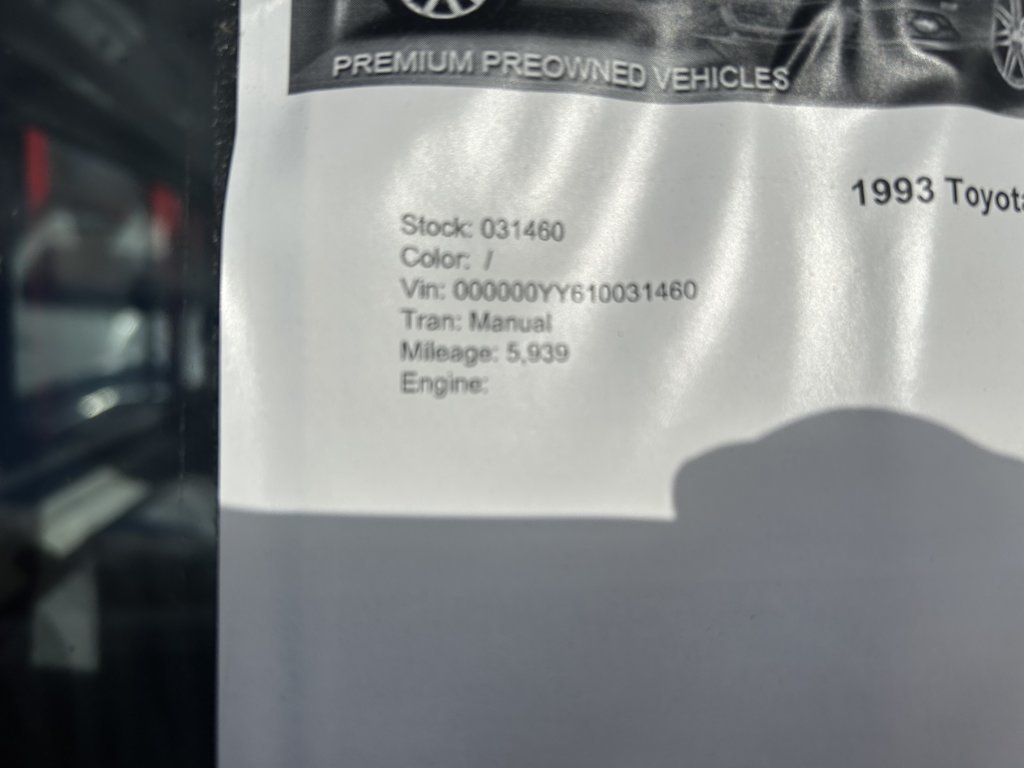 PREMIUM PREOWNED VEHICLES
1993 Toyota
Stock: 031460
Color: /
Vin: 000000YY610031460
Tran: Manual
Mileage: 5,939
Engine: